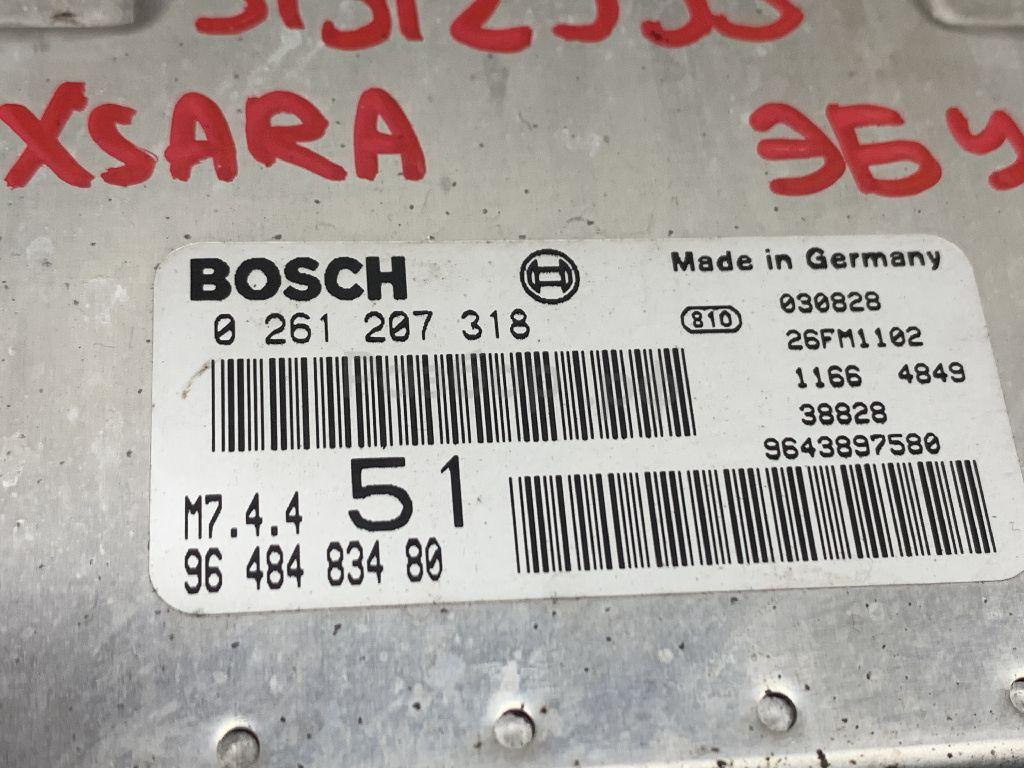 XSARA ЭБУ
BOSCH
0 261 207 318
Made in Germany
810
030828
26FM1102
1166 4849
38828
9643897580
M7.4.4 51
96 484 834 80